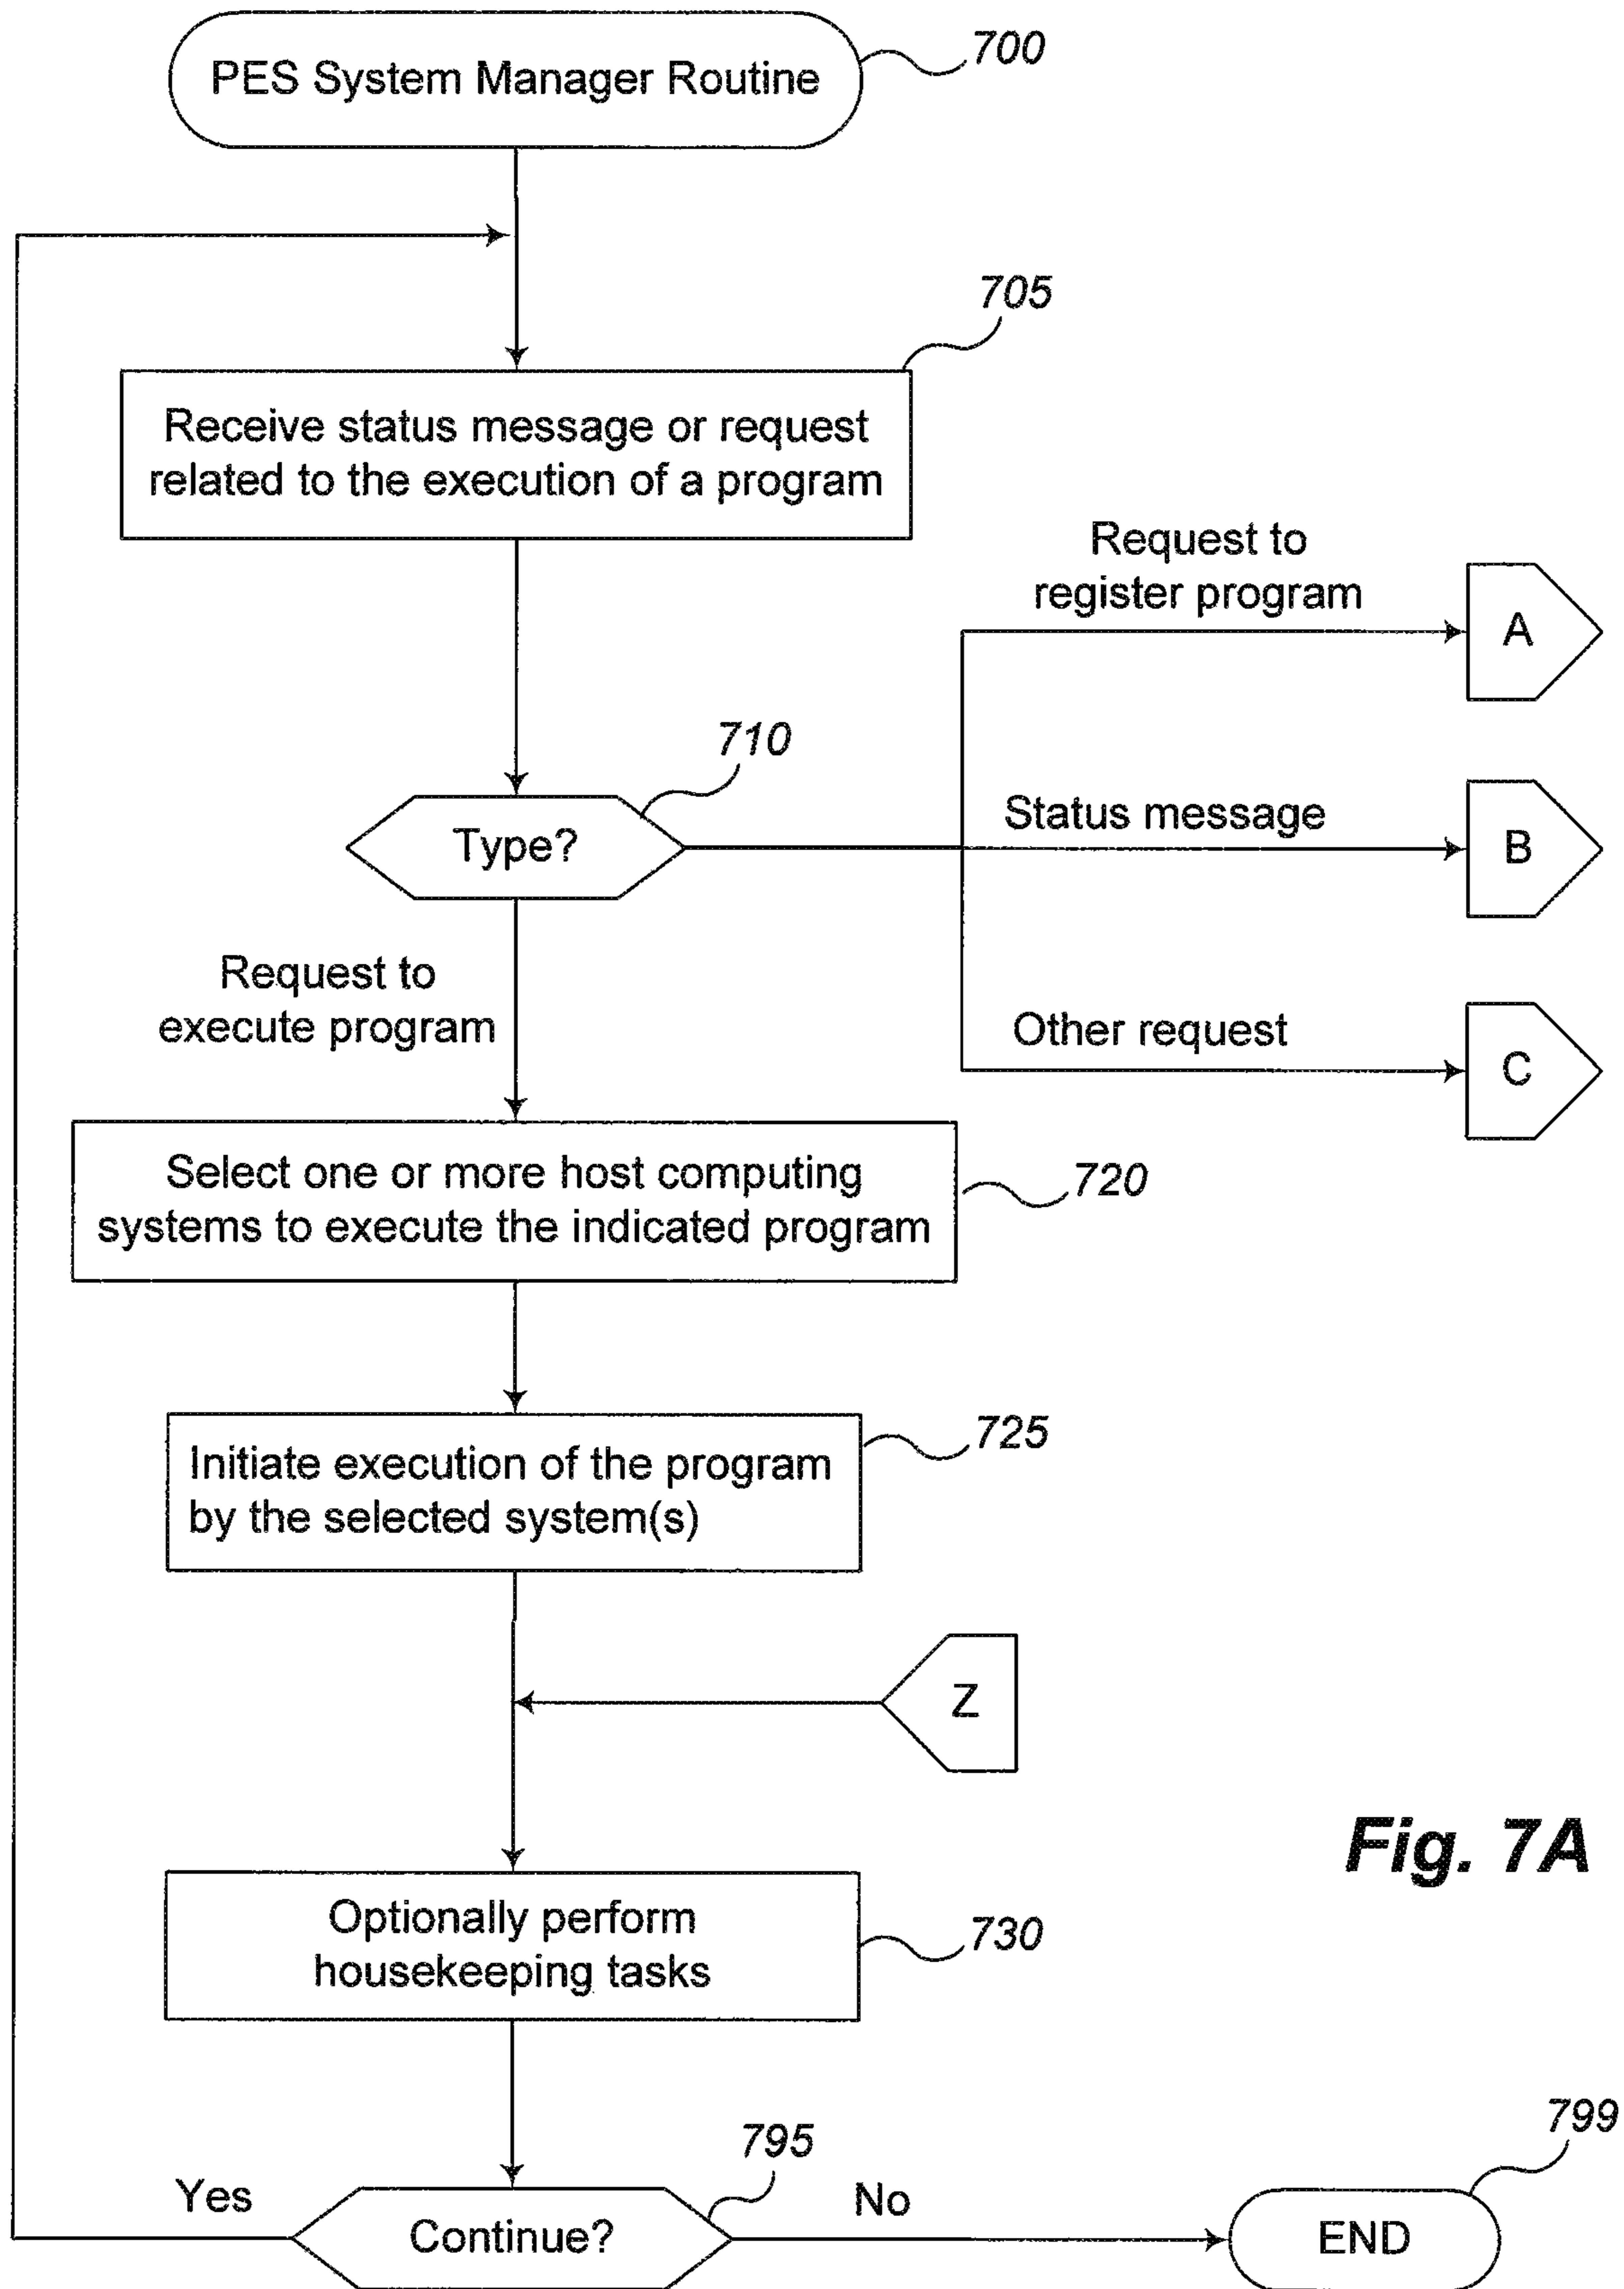 PES System Manager Routine
700
705
Receive status message or request
related to the execution of a program
Request to
register program
A
710
Type?
Status message
B
Request to
execute program
Other request
C
Select one or more host computing
systems to execute the indicated program
720
Initiate execution of the program
by the selected system(s)
725
Z
Fig. 7A
Optionally perform
housekeeping tasks
730
795
799
Yes
Continue?
No
END